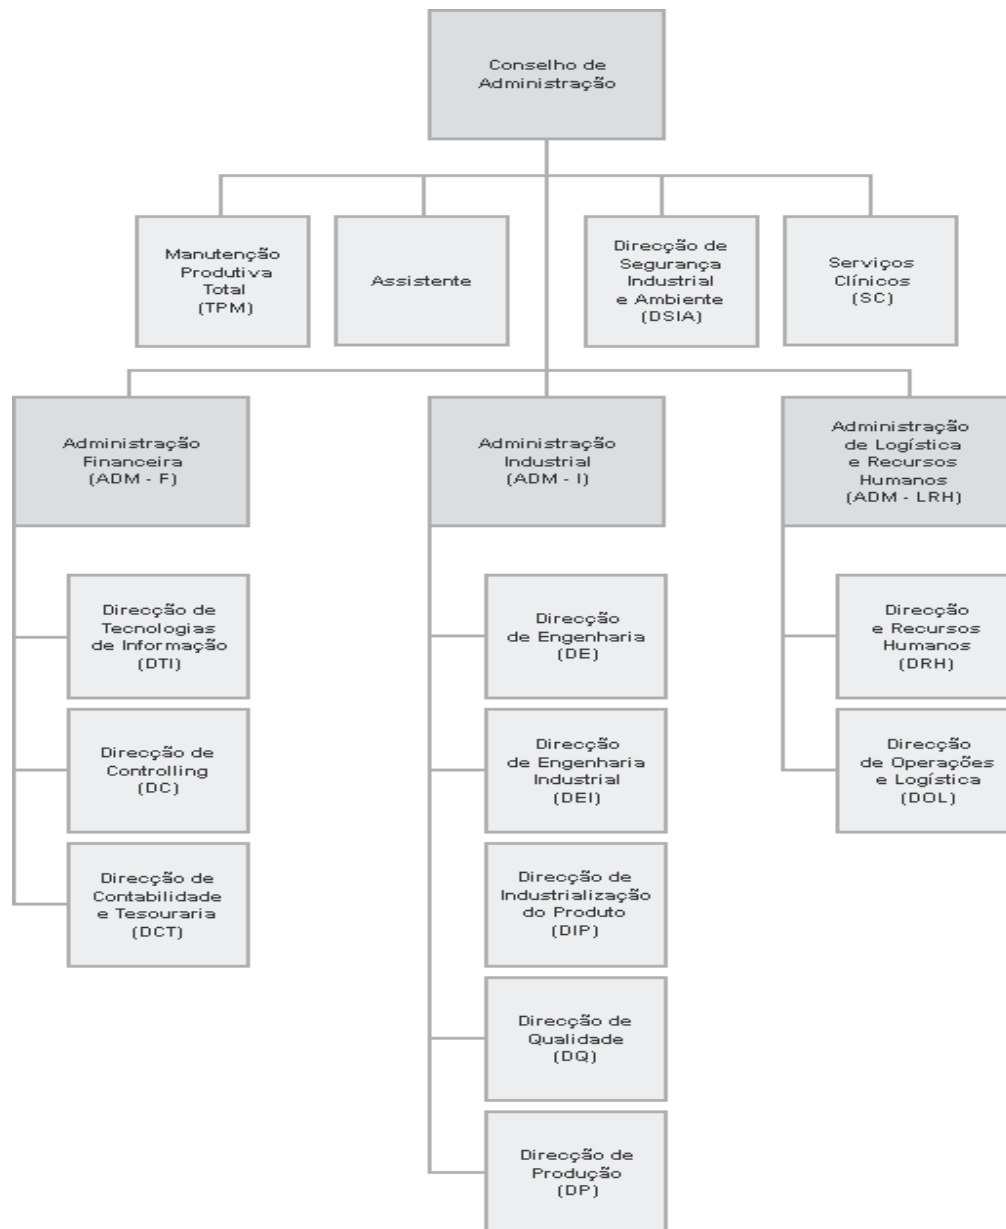 Conselho de
Administração
Manutenção
Produtiva
Total
(TPM)
Assistente
Direcção de
Segurança
Industrial
e Ambiente
(DSIA)
Serviços
Clínicos
(SC)
Administração
Financeira
(ADM - F)
Administração
Industrial
(ADM - I)
Administração
de Logística
e Recursos
Humanos
(ADM - LRH)
Direcção de
Tecnologias
de Informação
(DTI)
Direcção de
Controlling
(DC)
Direcção de
Contabilidade
e Tesouraria
(DCT)
Direcção
de Engenharia
(DE)
Direcção
de Engenharia
Industrial
(DEI)
Direcção de
Industrialização
do Produto
(DIP)
Direcção de
Qualidade
(DQ)
Direcção de
Produção
(DP)
Direcção
e Recursos
Humanos
(DRH)
Direcção
de Operações
e Logística
(DOL)